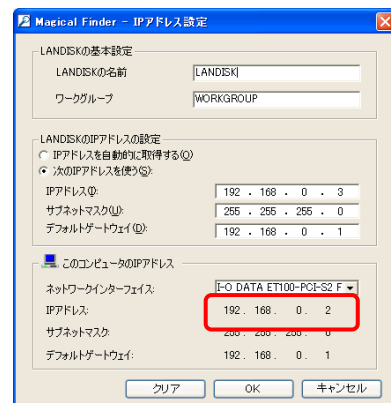 Magical Finder - IPアドレス設定
LANDISKの基本設定
LANDISKの名前 LANDISK
ワークグループ WORKGROUP
LANDISKのIPアドレスの設定
IPアドレスを自動的に取得する(O)
次のIPアドレスを使う(S):
IPアドレス(I): 192 . 168 . 0 . 3
サブネットマスク(U): 255 . 255 . 255 . 0
デフォルトゲートウェイ(D): 192 . 168 . 0 . 1
このコンピュータのIPアドレス
ネットワークインターフェイス: I-O DATA ET100-PCI-S2 F
IPアドレス: 192 . 168 . 0 . 2
サブネットマスク: 255 . 255 . 255 . 0
デフォルトゲートウェイ: 192 . 168 . 0 . 1
クリア OK キャンセル